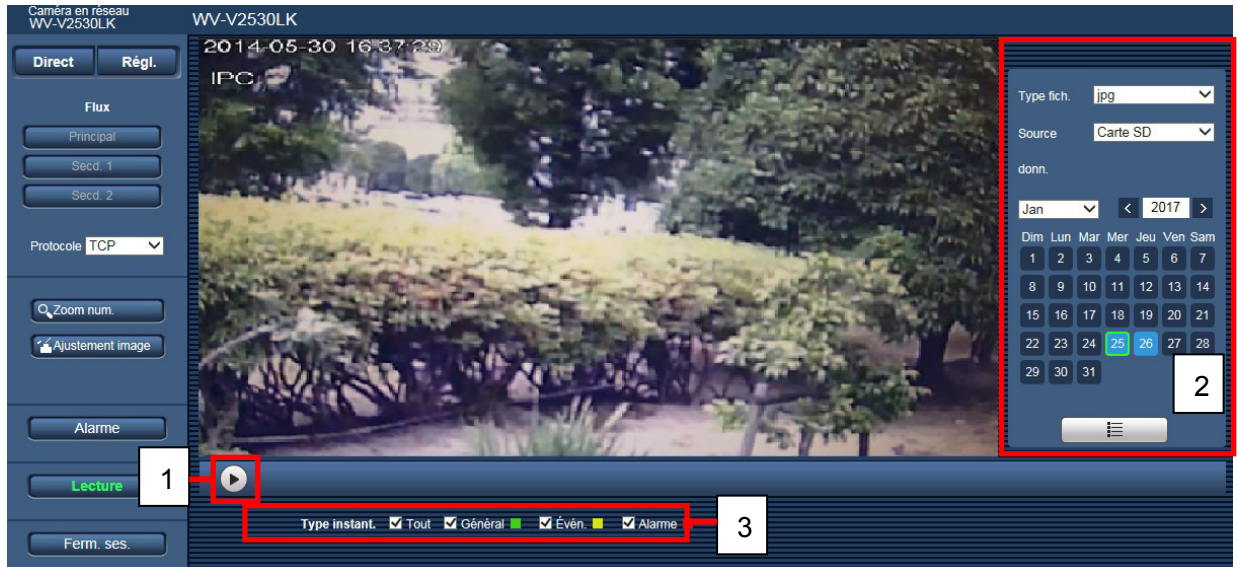 Caméra en réseau
WV-V2530LK
WV-V2530LK
Direct Régl.
Flux
Principal
Secd. 1
Secd. 2
Protocole TCP
Zoom num.
Ajustement image
Alarme
Lecture
Ferm. ses.
2014-05-30 16:37:29
IPC
1
Type instant. Tout Général Évén. Alarme
3
Type fich. jpg
Source Carte SD
donn.
Jan < 2017 >
Dim Lun Mar Mer Jeu Ven Sam
1 2 3 4 5 6 7
8 9 10 11 12 13 14
15 16 17 18 19 20 21
22 23 24 25 26 27 28
29 30 31
2